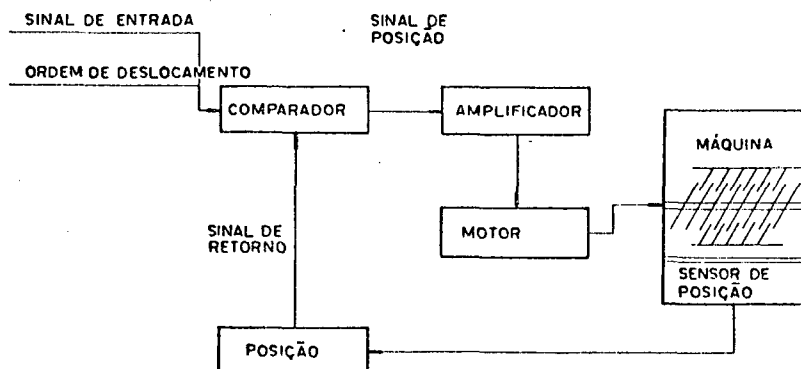 SINAL DE ENTRADA
SINAL DE
POSIÇÃO
ORDEM DE DESLOCAMENTO
COMPARADOR
AMPLIFICADOR
MÁQUINA
SINAL DE
RETORNO
MOTOR
SENSOR DE
POSIÇÃO
POSIÇÃO